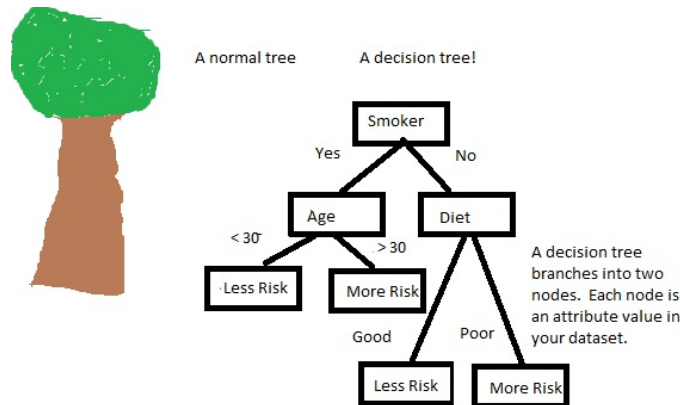 A normal tree
A decision tree!
Smoker
Yes
No
Age
Diet
< 30
> 30
Less Risk
More Risk
A decision tree
branches into two
nodes. Each node is
an attribute value in
your dataset.
Good
Poor
Less Risk
More Risk